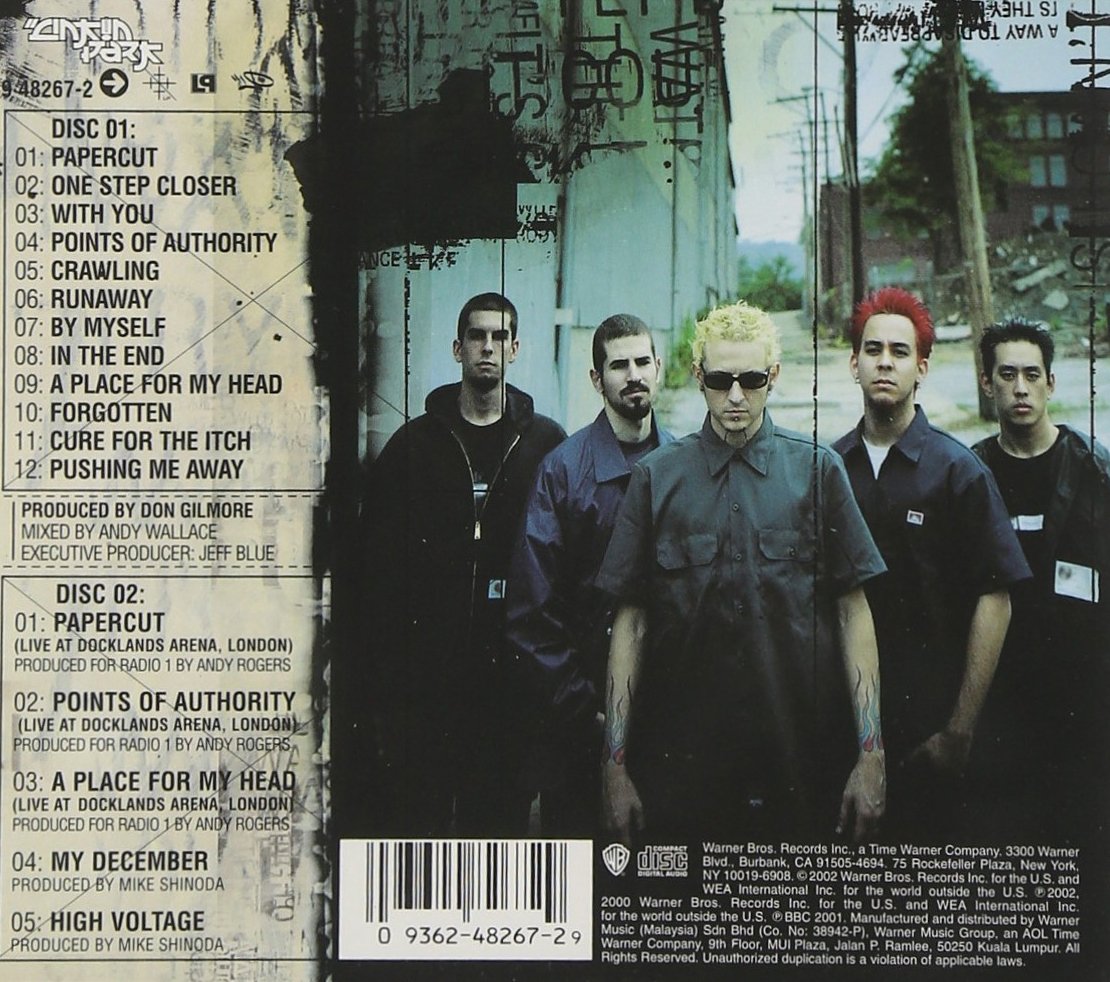 LINKIN PARK
9 48267-2
DISC 01:
01: PAPERCUT
02: ONE STEP CLOSER
03: WITH YOU
04: POINTS OF AUTHORITY
05: CRAWLING
06: RUNAWAY
07: BY MYSELF
08: IN THE END
09: A PLACE FOR MY HEAD
10: FORGOTTEN
11: CURE FOR THE ITCH
12: PUSHING ME AWAY
PRODUCED BY DON GILMORE
MIXED BY ANDY WALLACE
EXECUTIVE PRODUCER: JEFF BLUE
DISC 02:
01: PAPERCUT
(LIVE AT DOCKLANDS ARENA, LONDON)
PRODUCED FOR RADIO 1 BY ANDY ROGERS
02: POINTS OF AUTHORITY
(LIVE AT DOCKLANDS ARENA, LONDON)
PRODUCED FOR RADIO 1 BY ANDY ROGERS
03: A PLACE FOR MY HEAD
(LIVE AT DOCKLANDS ARENA, LONDON)
PRODUCED FOR RADIO 1 BY ANDY ROGERS
04: MY DECEMBER
PRODUCED BY MIKE SHINODA
05: HIGH VOLTAGE
PRODUCED BY MIKE SHINODA
A WAY TO DISAPPEAR
0 9362-48267-2 9
WB
COMPACT
disc
DIGITAL AUDIO
Warner Bros. Records Inc., a Time Warner Company. 3300 Warner
Blvd., Burbank, CA 91505-4694. 75 Rockefeller Plaza, New York,
NY 10019-6908. © 2002 Warner Bros. Records Inc. for the U.S. and
WEA International Inc. for the world outside the U.S. ℗ 2002,
2000 Warner Bros. Records Inc. for the U.S. and WEA International Inc.
for the world outside the U.S. ℗ BBC 2001. Manufactured and distributed by Warner
Music (Malaysia) Sdn Bhd (Co. No: 38942-P), Warner Music Group, an AOL Time
Warner Company, 9th Floor, MUI Plaza, Jalan P. Ramlee, 50250 Kuala Lumpur. All
Rights Reserved. Unauthorized duplication is a violation of applicable laws.